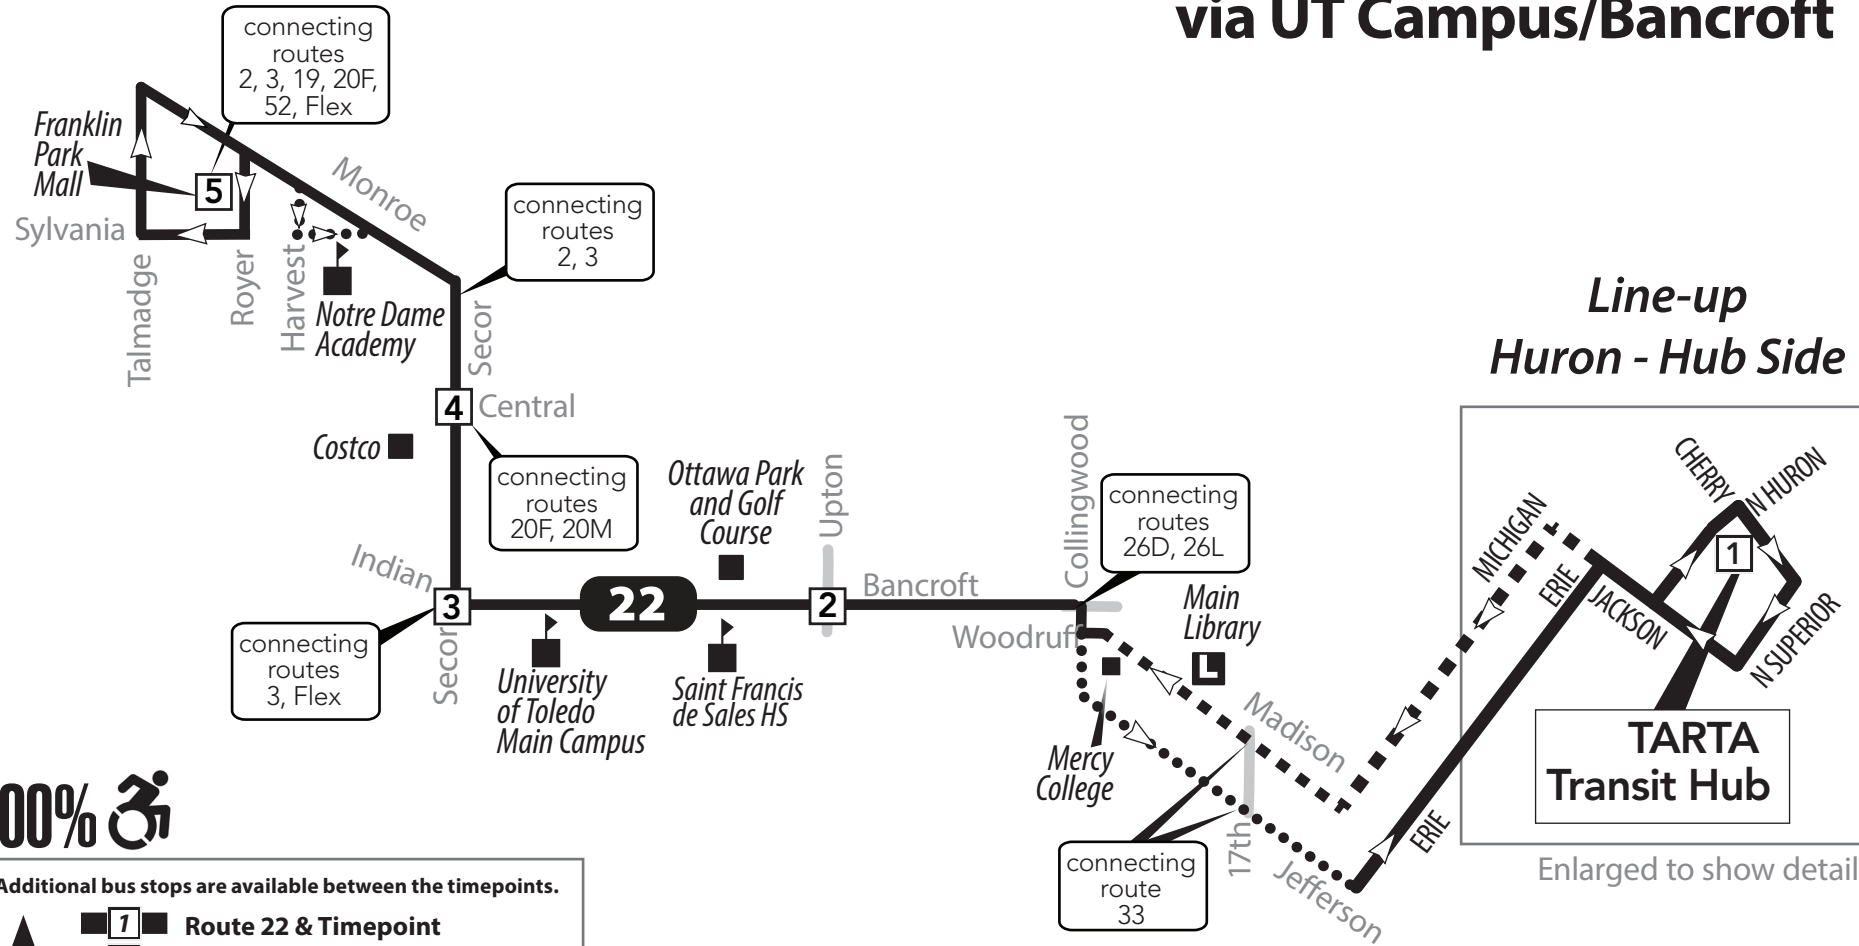 via UT Campus/Bancroft
connecting
routes
2, 3, 19, 20F,
52, Flex
Franklin
Park
Mall
5
Sylvania
Talmadge
Royer
Harvest
Monroe
Notre Dame
Academy
connecting
routes
2, 3
Secor
4
Central
Costco
connecting
routes
20F, 20M
Indian
3
Secor
connecting
routes
3, Flex
22
University
of Toledo
Main Campus
Ottawa Park
and Golf
Course
Saint Francis
de Sales HS
Upton
2
Bancroft
Collingwood
connecting
routes
26D, 26L
Woodruff
Main
Library
L
Mercy
College
Madison
17th
connecting
route
33
Jefferson
Line-up
Huron - Hub Side
CHERRY
N HURON
1
MICHIGAN
ERIE
JACKSON
N SUPERIOR
TARTA
Transit Hub
ERIE
Enlarged to show detail
00%
Additional bus stops are available between the timepoints.
1
Route 22 & Timepoint